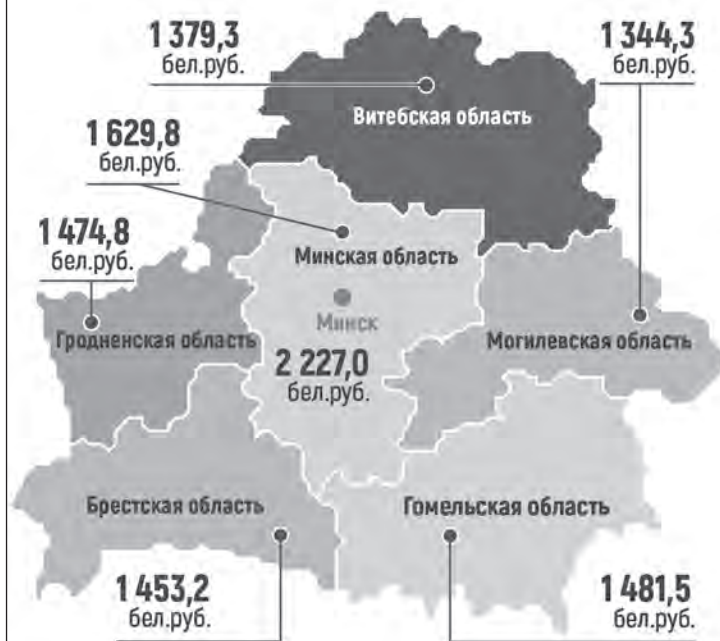 1 379,3
бел.руб.
1 344,3
бел.руб.
Витебская область
1 629,8
бел.руб.
1 474,8
бел.руб.
Минская область
Минск
Гродненская область
Могилевская область
2 227,0
бел.руб.
Брестская область
Гомельская область
1 453,2
бел.руб.
1 481,5
бел.руб.